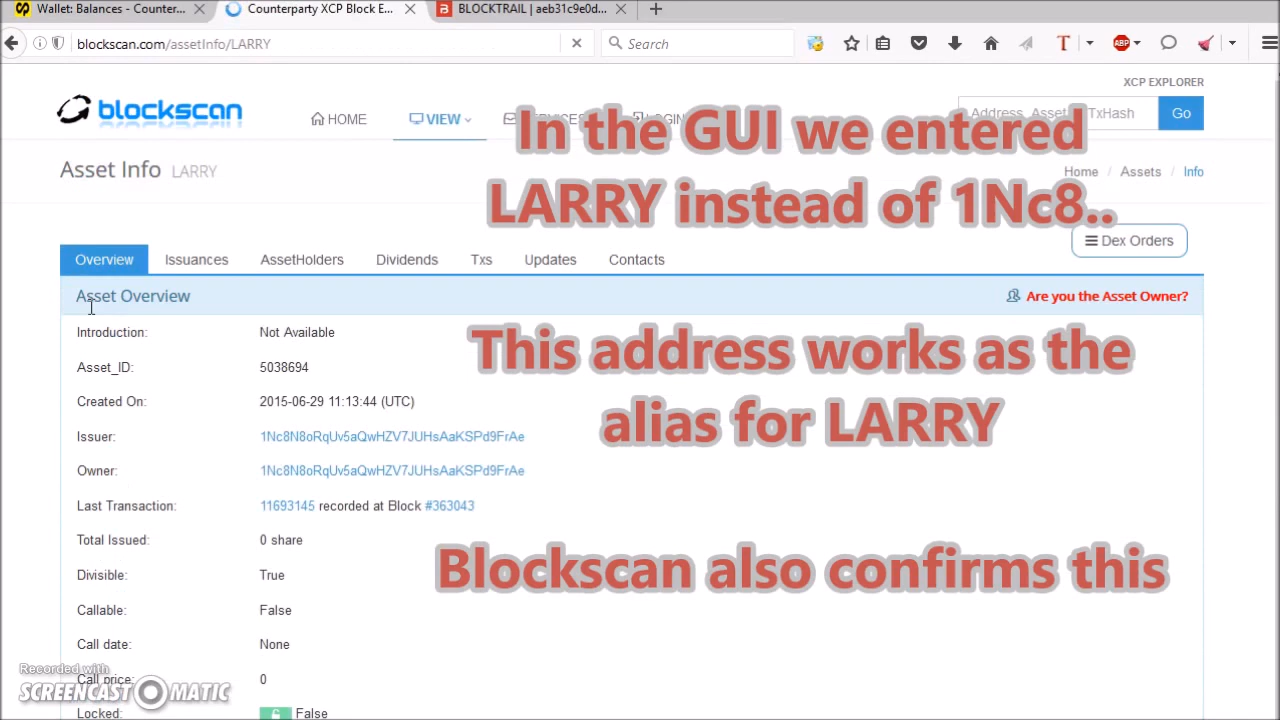 Wallet: Balances - Counter...
Counterparty XCP Block E...
BLOCKTRAIL | aeb31c9e0d...
blockscan.com/assetInfo/LARRY
Search
ABP
XCP EXPLORER
blockscan
HOME
VIEW
LOGIN
Address, Asset
TxHash
Go
In the GUI we entered
LARRY instead of 1Nc8..
Asset Info LARRY
Home / Assets / Info
Dex Orders
Overview
Issuances
AssetHolders
Dividends
Txs
Updates
Contacts
Asset Overview
Are you the Asset Owner?
Introduction: Not Available
This address works as the
alias for LARRY
Asset_ID: 5038694
Created On: 2015-06-29 11:13:44 (UTC)
Issuer: 1Nc8N8oRqUv5aQwHZV7JUHsAaKSPd9FrAe
Owner: 1Nc8N8oRqUv5aQwHZV7JUHsAaKSPd9FrAe
Last Transaction: 11693145 recorded at Block #363043
Total Issued: 0 share
Blockscan also confirms this
Divisible: True
Callable: False
Call date: None
Call price: 0
Locked: False
Recorded with
SCREENCAST-O-MATIC